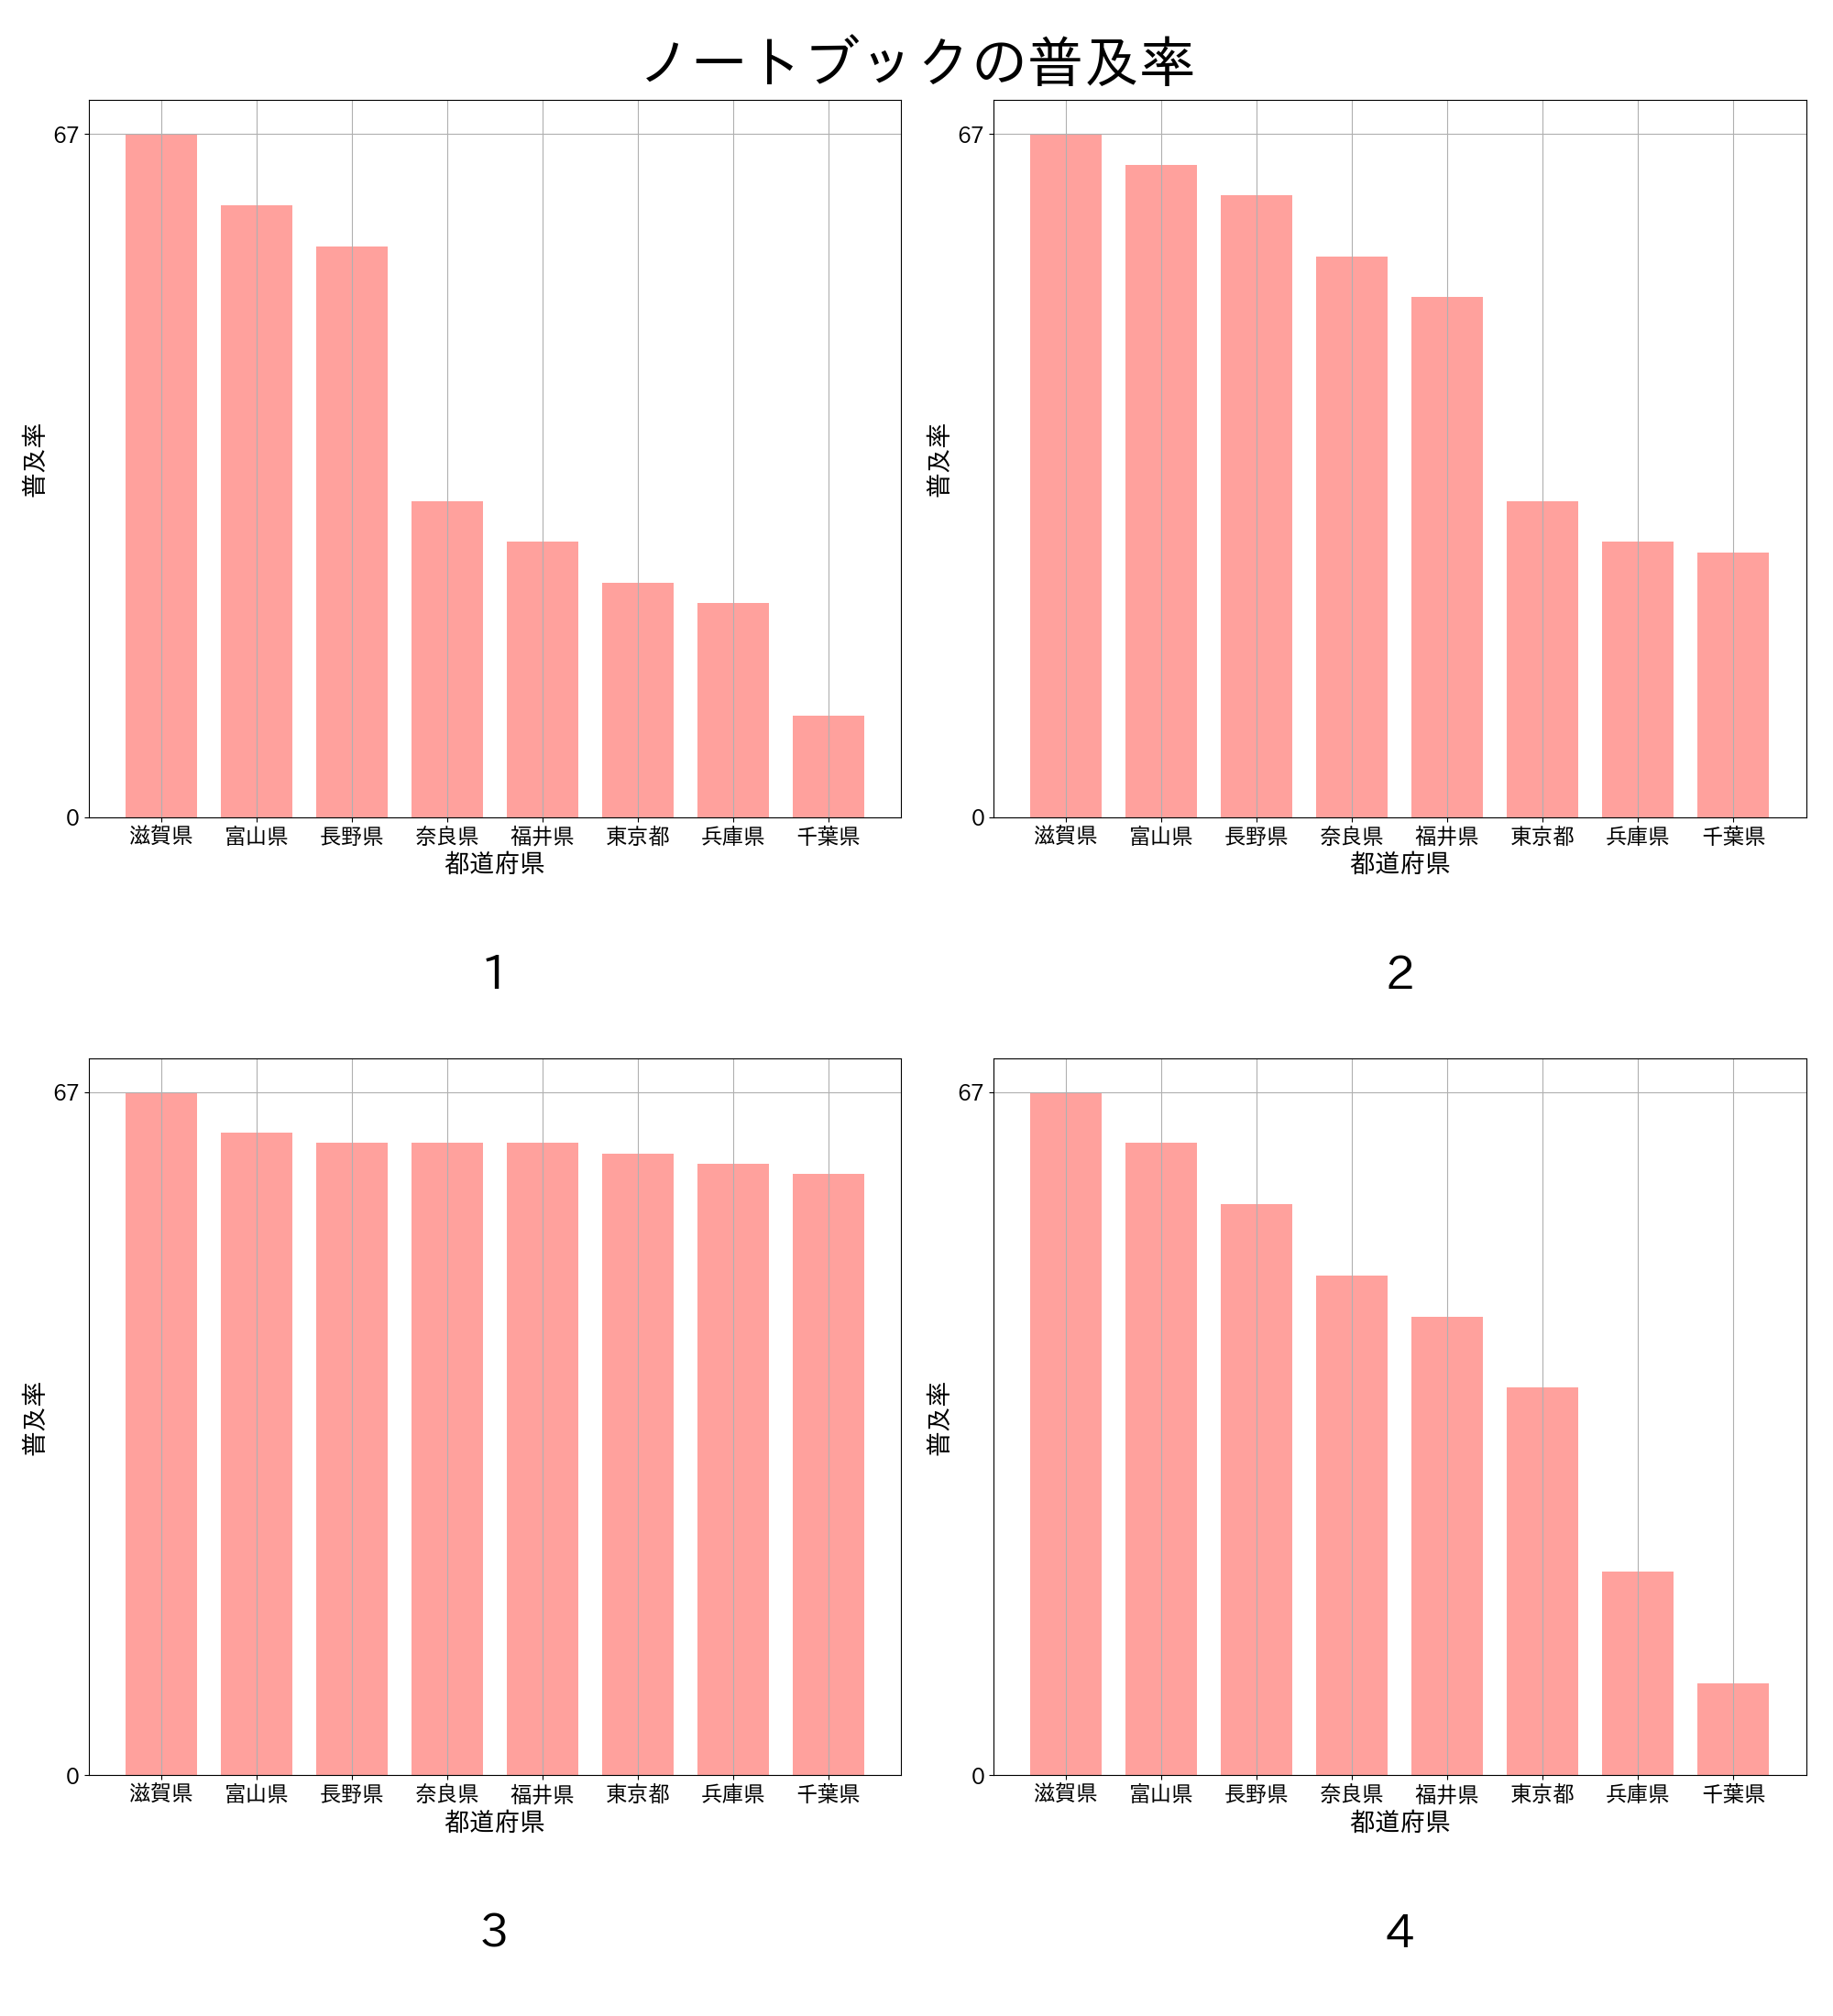 ノートブックの普及率
67
0
普及率
滋賀県 富山県 長野県 奈良県 福井県 東京都 兵庫県 千葉県
都道府県
1
67
0
普及率
滋賀県 富山県 長野県 奈良県 福井県 東京都 兵庫県 千葉県
都道府県
2
67
0
普及率
滋賀県 富山県 長野県 奈良県 福井県 東京都 兵庫県 千葉県
都道府県
3
67
0
普及率
滋賀県 富山県 長野県 奈良県 福井県 東京都 兵庫県 千葉県
都道府県
4